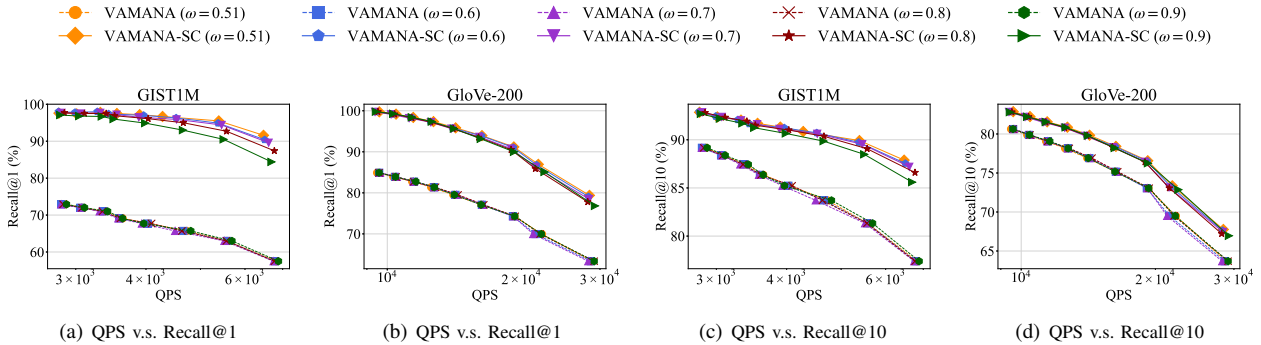 VAMANA (ω=0.51) VAMANA (ω=0.6) VAMANA (ω=0.7) VAMANA (ω=0.8) VAMANA (ω=0.9)
VAMANA-SC (ω=0.51) VAMANA-SC (ω=0.6) VAMANA-SC (ω=0.7) VAMANA-SC (ω=0.8) VAMANA-SC (ω=0.9)
GIST1M
Recall@1 (%)
100
90
80
70
60
3 × 10³ 4 × 10³ 6 × 10³
QPS
(a) QPS v.s. Recall@1
GloVe-200
Recall@1 (%)
100
90
80
70
10⁴ 2 × 10⁴ 3 × 10⁴
QPS
(b) QPS v.s. Recall@1
GIST1M
Recall@10 (%)
90
85
80
3 × 10³ 4 × 10³ 6 × 10³
QPS
(c) QPS v.s. Recall@10
GloVe-200
Recall@10 (%)
80
75
70
65
10⁴ 2 × 10⁴ 3 × 10⁴
QPS
(d) QPS v.s. Recall@10